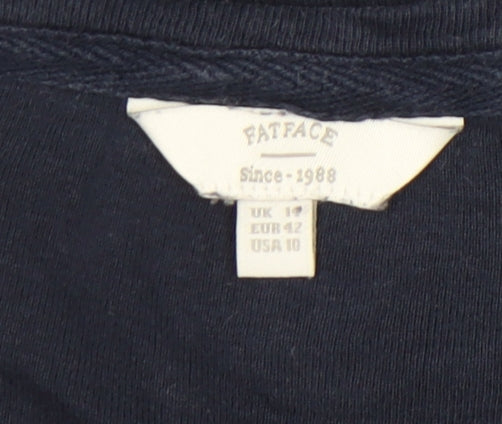 FATFACE
Since - 1988
UK 14
EUR 42
USA 10